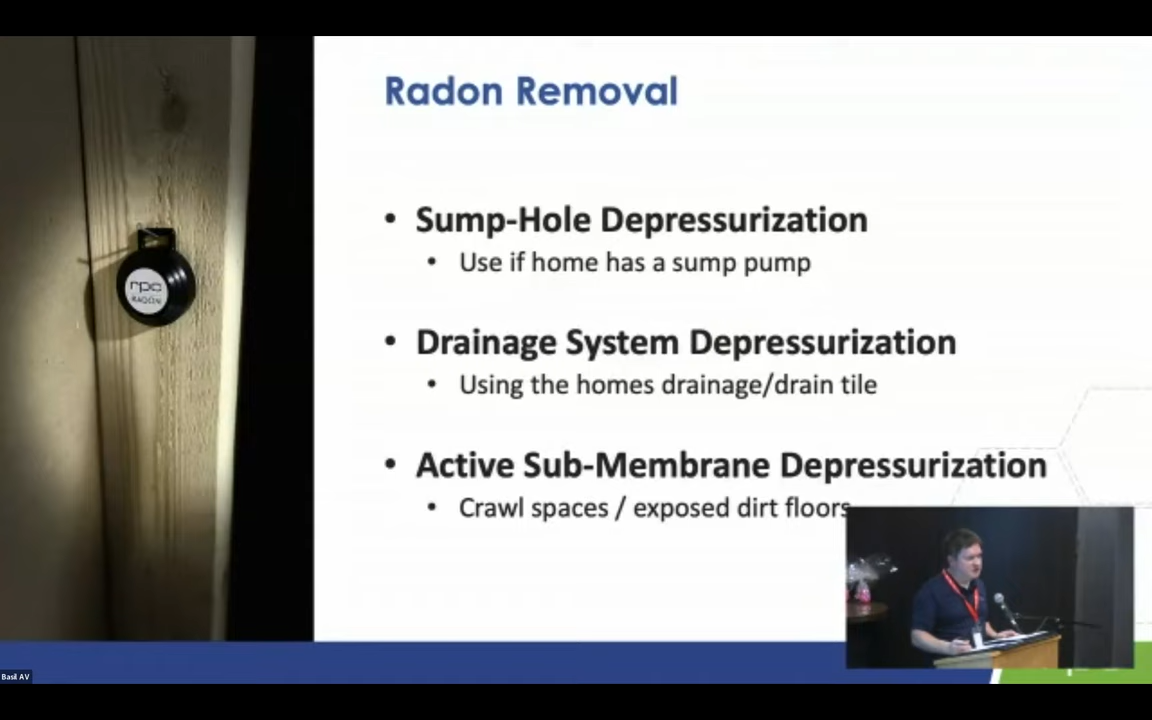 Radon Removal
• Sump-Hole Depressurization
• Use if home has a sump pump
• Drainage System Depressurization
• Using the homes drainage/drain tile
• Active Sub-Membrane Depressurization
• Crawl spaces / exposed dirt floors
rpc
RADON
Basil AV